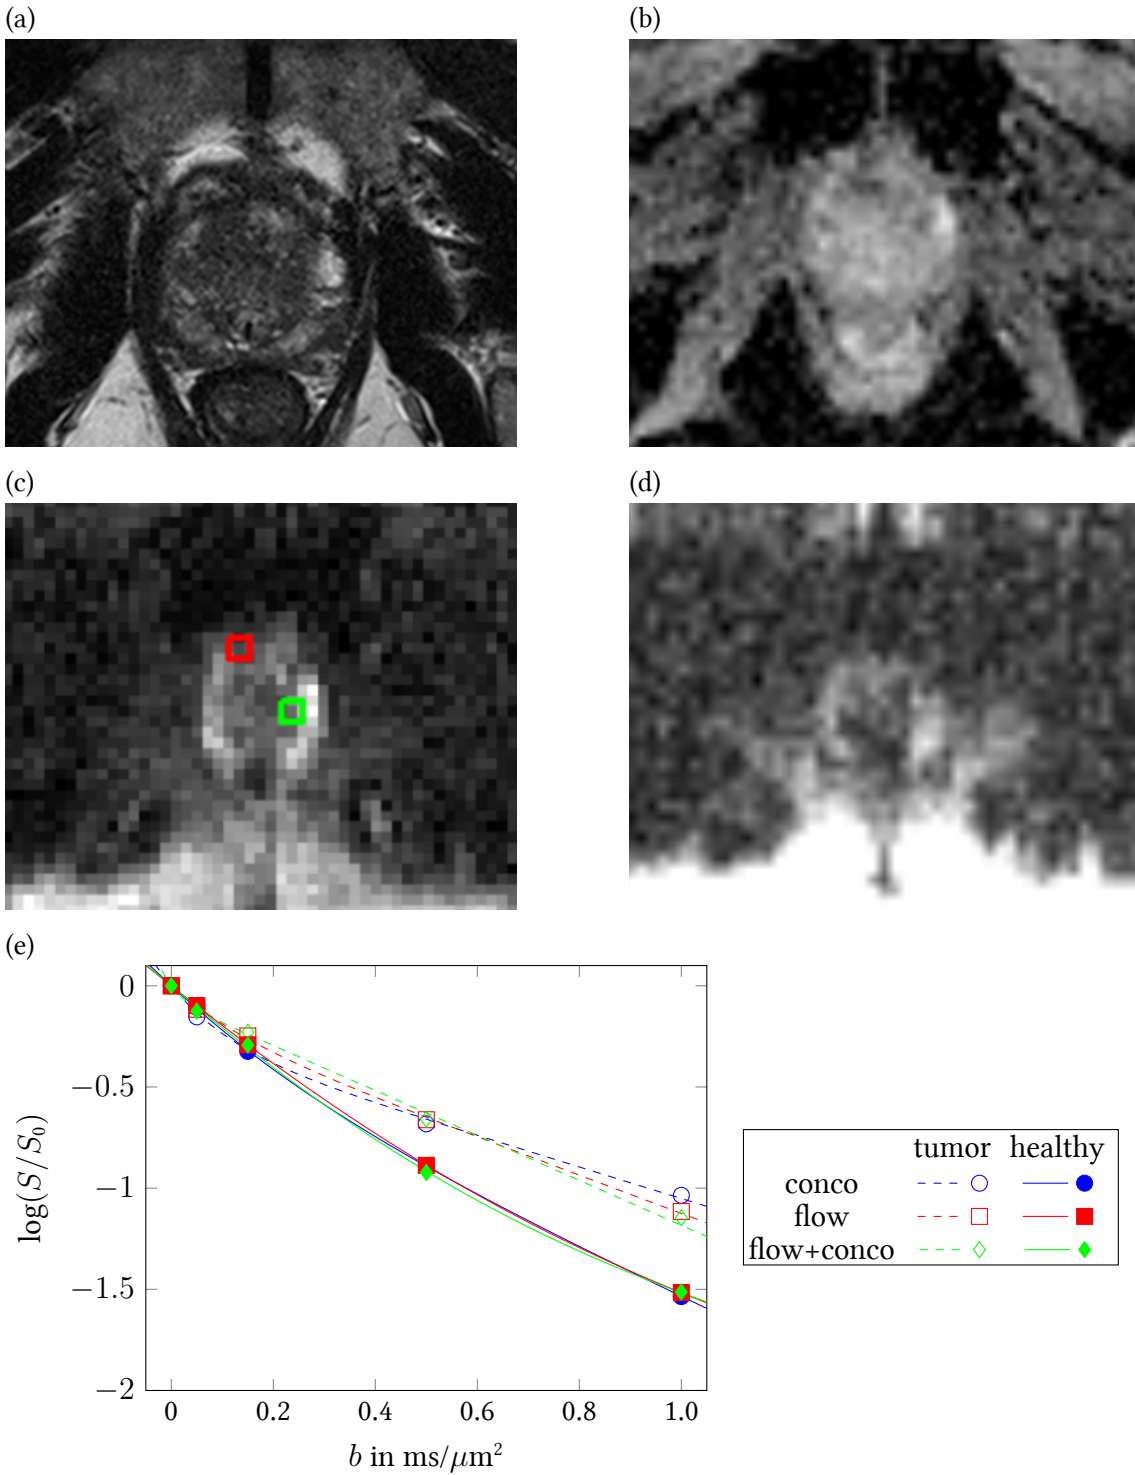 (a)
(b)
(c)
(d)
(e)
0
−0.5
−1
−1.5
−2
log(S/S₀)
0
0.2
0.4
0.6
0.8
1.0
b in ms/μm²
tumor healthy
conco
flow
flow+conco